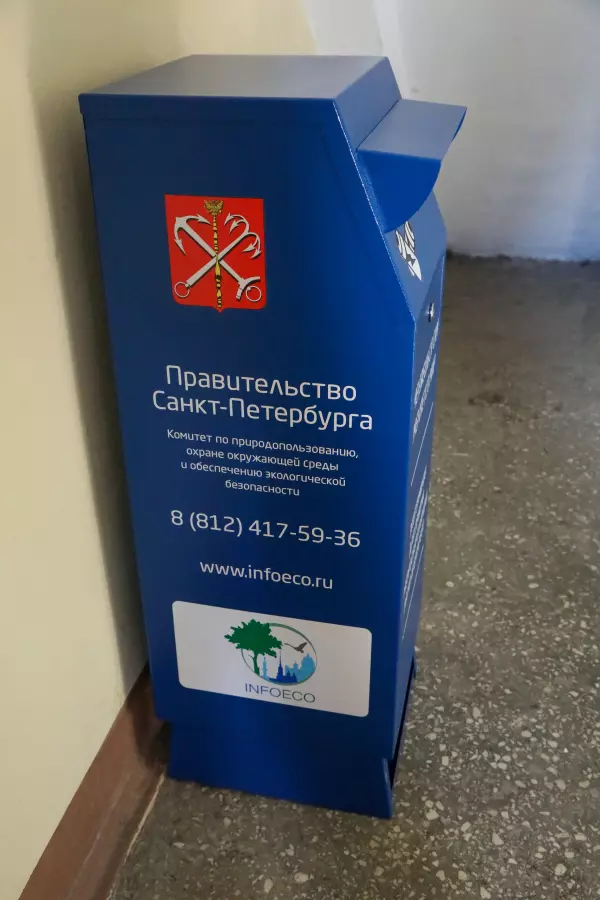 Правительство
Санкт-Петербурга
Комитет по природопользованию,
охране окружающей среды
и обеспечению экологической
безопасности
8 (812) 417-59-36
www.infoeco.ru
INFOECO